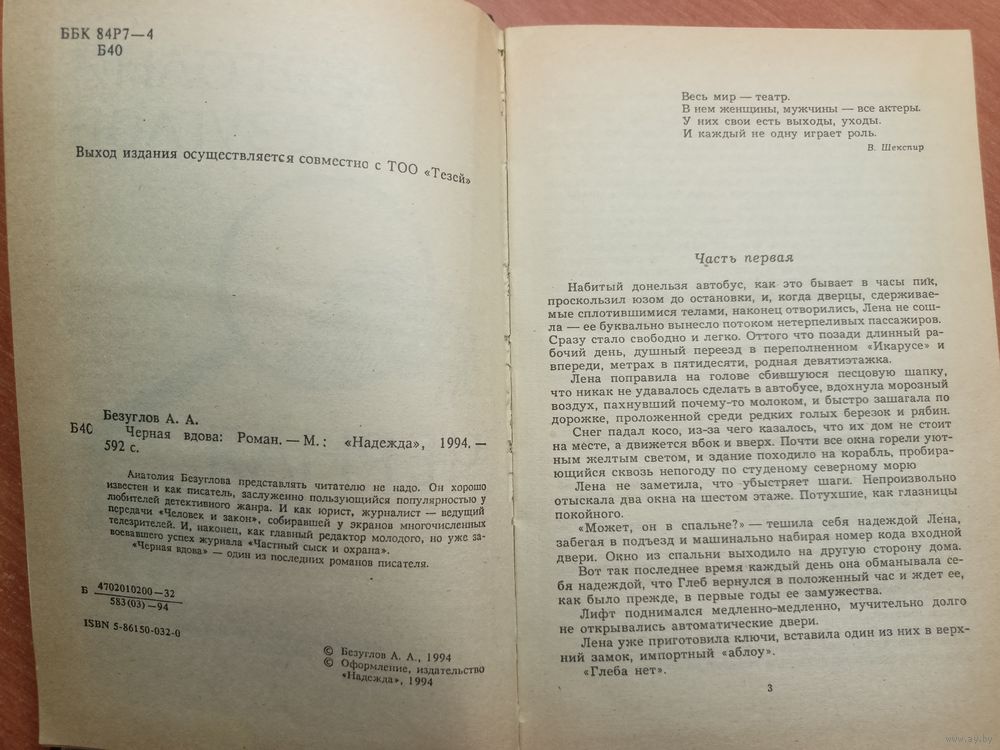 ББК 84Р7—4
Б40
Выход издания осуществляется совместно с ТОО «Тезей»
Безуглов А. А.
Б40 Черная вдова: Роман. — М.: «Надежда», 1994. —
592 с.
Анатолия Безуглова представлять читателю не надо. Он хорошо
известен и как писатель, заслуженно пользующийся популярностью у
любителей детективного жанра. И как юрист, журналист — ведущий
передачи «Человек и закон», собиравшей у экранов многочисленных
телезрителей. И, наконец, как главный редактор молодого, но уже за-
воевавшего успех журнала «Частный сыск и охрана».
«Черная вдова» — один из последних романов писателя.
Б 4702010200—32
583(03)—94
ISBN 5-86150-032-0
© Безуглов А. А., 1994
© Оформление, издательство
«Надежда», 1994
Весь мир — театр.
В нем женщины, мужчины — все актеры.
У них свои есть выходы, уходы.
И каждый не одну играет роль.
В. Шекспир
Часть первая
Набитый донельзя автобус, как это бывает в часы пик,
проскользил юзом до остановки, и, когда дверцы, сдерживае-
мые сплотившимися телами, наконец отворились, Лена не сош-
ла — ее буквально вынесло потоком нетерпеливых пассажиров.
Сразу стало свободно и легко. Оттого что позади длинный ра-
бочий день, душный переезд в переполненном «Икарусе» и
впереди, метрах в пятидесяти, родная девятиэтажка.
Лена поправила на голове сбившуюся песцовую шапку,
что никак не удавалось сделать в автобусе, вдохнула морозный
воздух, пахнувший почему-то молоком, и быстро зашагала по
дорожке, проложенной среди редких голых березок и рябин.
Снег падал косо, из-за чего казалось, что их дом не стоит
на месте, а движется вбок и вверх. Почти все окна горели уют-
ным желтым светом, и здание походило на корабль, пробираю-
щийся сквозь непогоду по студеному северному морю
Лена не заметила, что убыстряет шаги. Непроизвольно
отыскала два окна на шестом этаже. Потухшие, как глазницы
покойного.
«Может, он в спальне?» — тешила себя надеждой Лена,
забегая в подъезд и машинально набирая номер кода входной
двери. Окно из спальни выходило на другую сторону дома.
Вот так последнее время каждый день она обманывала се-
бя надеждой, что Глеб вернулся в положенный час и ждет ее,
как было прежде, в первые годы ее замужества.
Лифт поднимался медленно-медленно, мучительно долго
не открывались автоматические двери.
Лена уже приготовила ключи, вставила один из них в верх-
ний замок, импортный «аблоу».
«Глеба нет».
3
www.ay.by